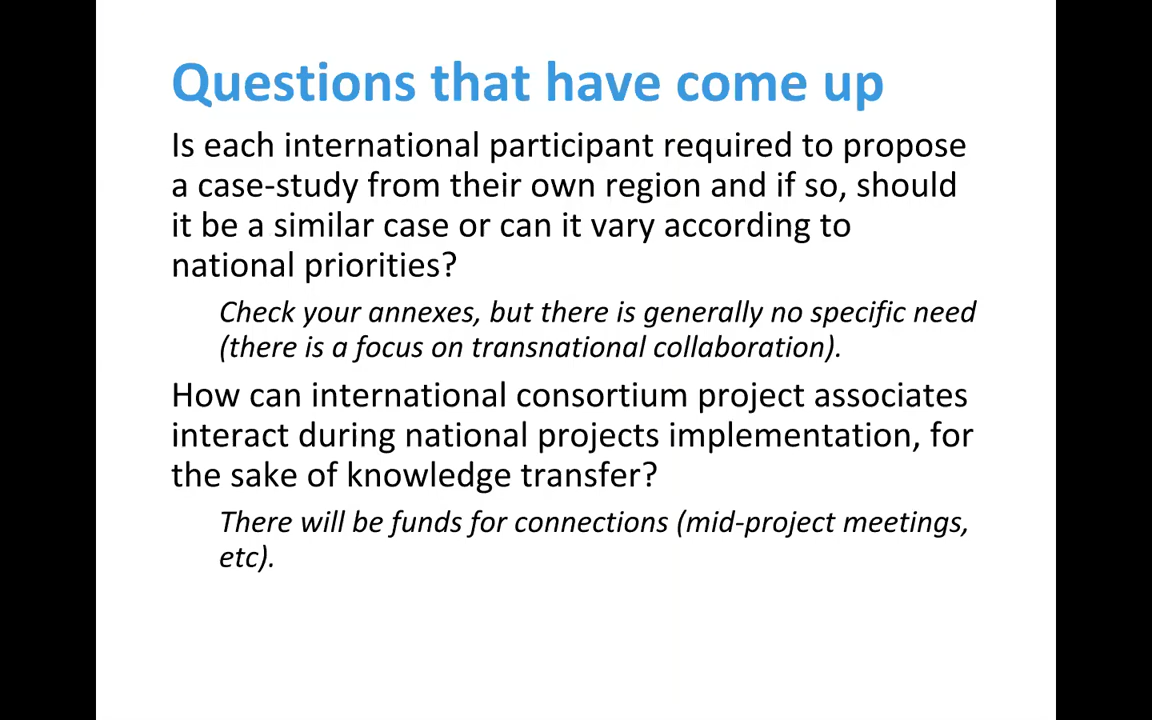 Questions that have come up
Is each international participant required to propose
a case-study from their own region and if so, should
it be a similar case or can it vary according to
national priorities?
Check your annexes, but there is generally no specific need
(there is a focus on transnational collaboration).
How can international consortium project associates
interact during national projects implementation, for
the sake of knowledge transfer?
There will be funds for connections (mid-project meetings,
etc).